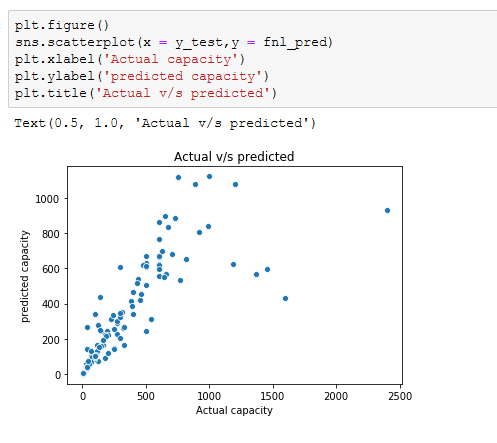 plt.figure()
sns.scatterplot(x = y_test,y = fnl_pred)
plt.xlabel('Actual capacity')
plt.ylabel('predicted capacity')
plt.title('Actual v/s predicted')
Text(0.5, 1.0, 'Actual v/s predicted')
Actual v/s predicted
predicted capacity
1000
800
600
400
200
0
0 500 1000 1500 2000 2500
Actual capacity